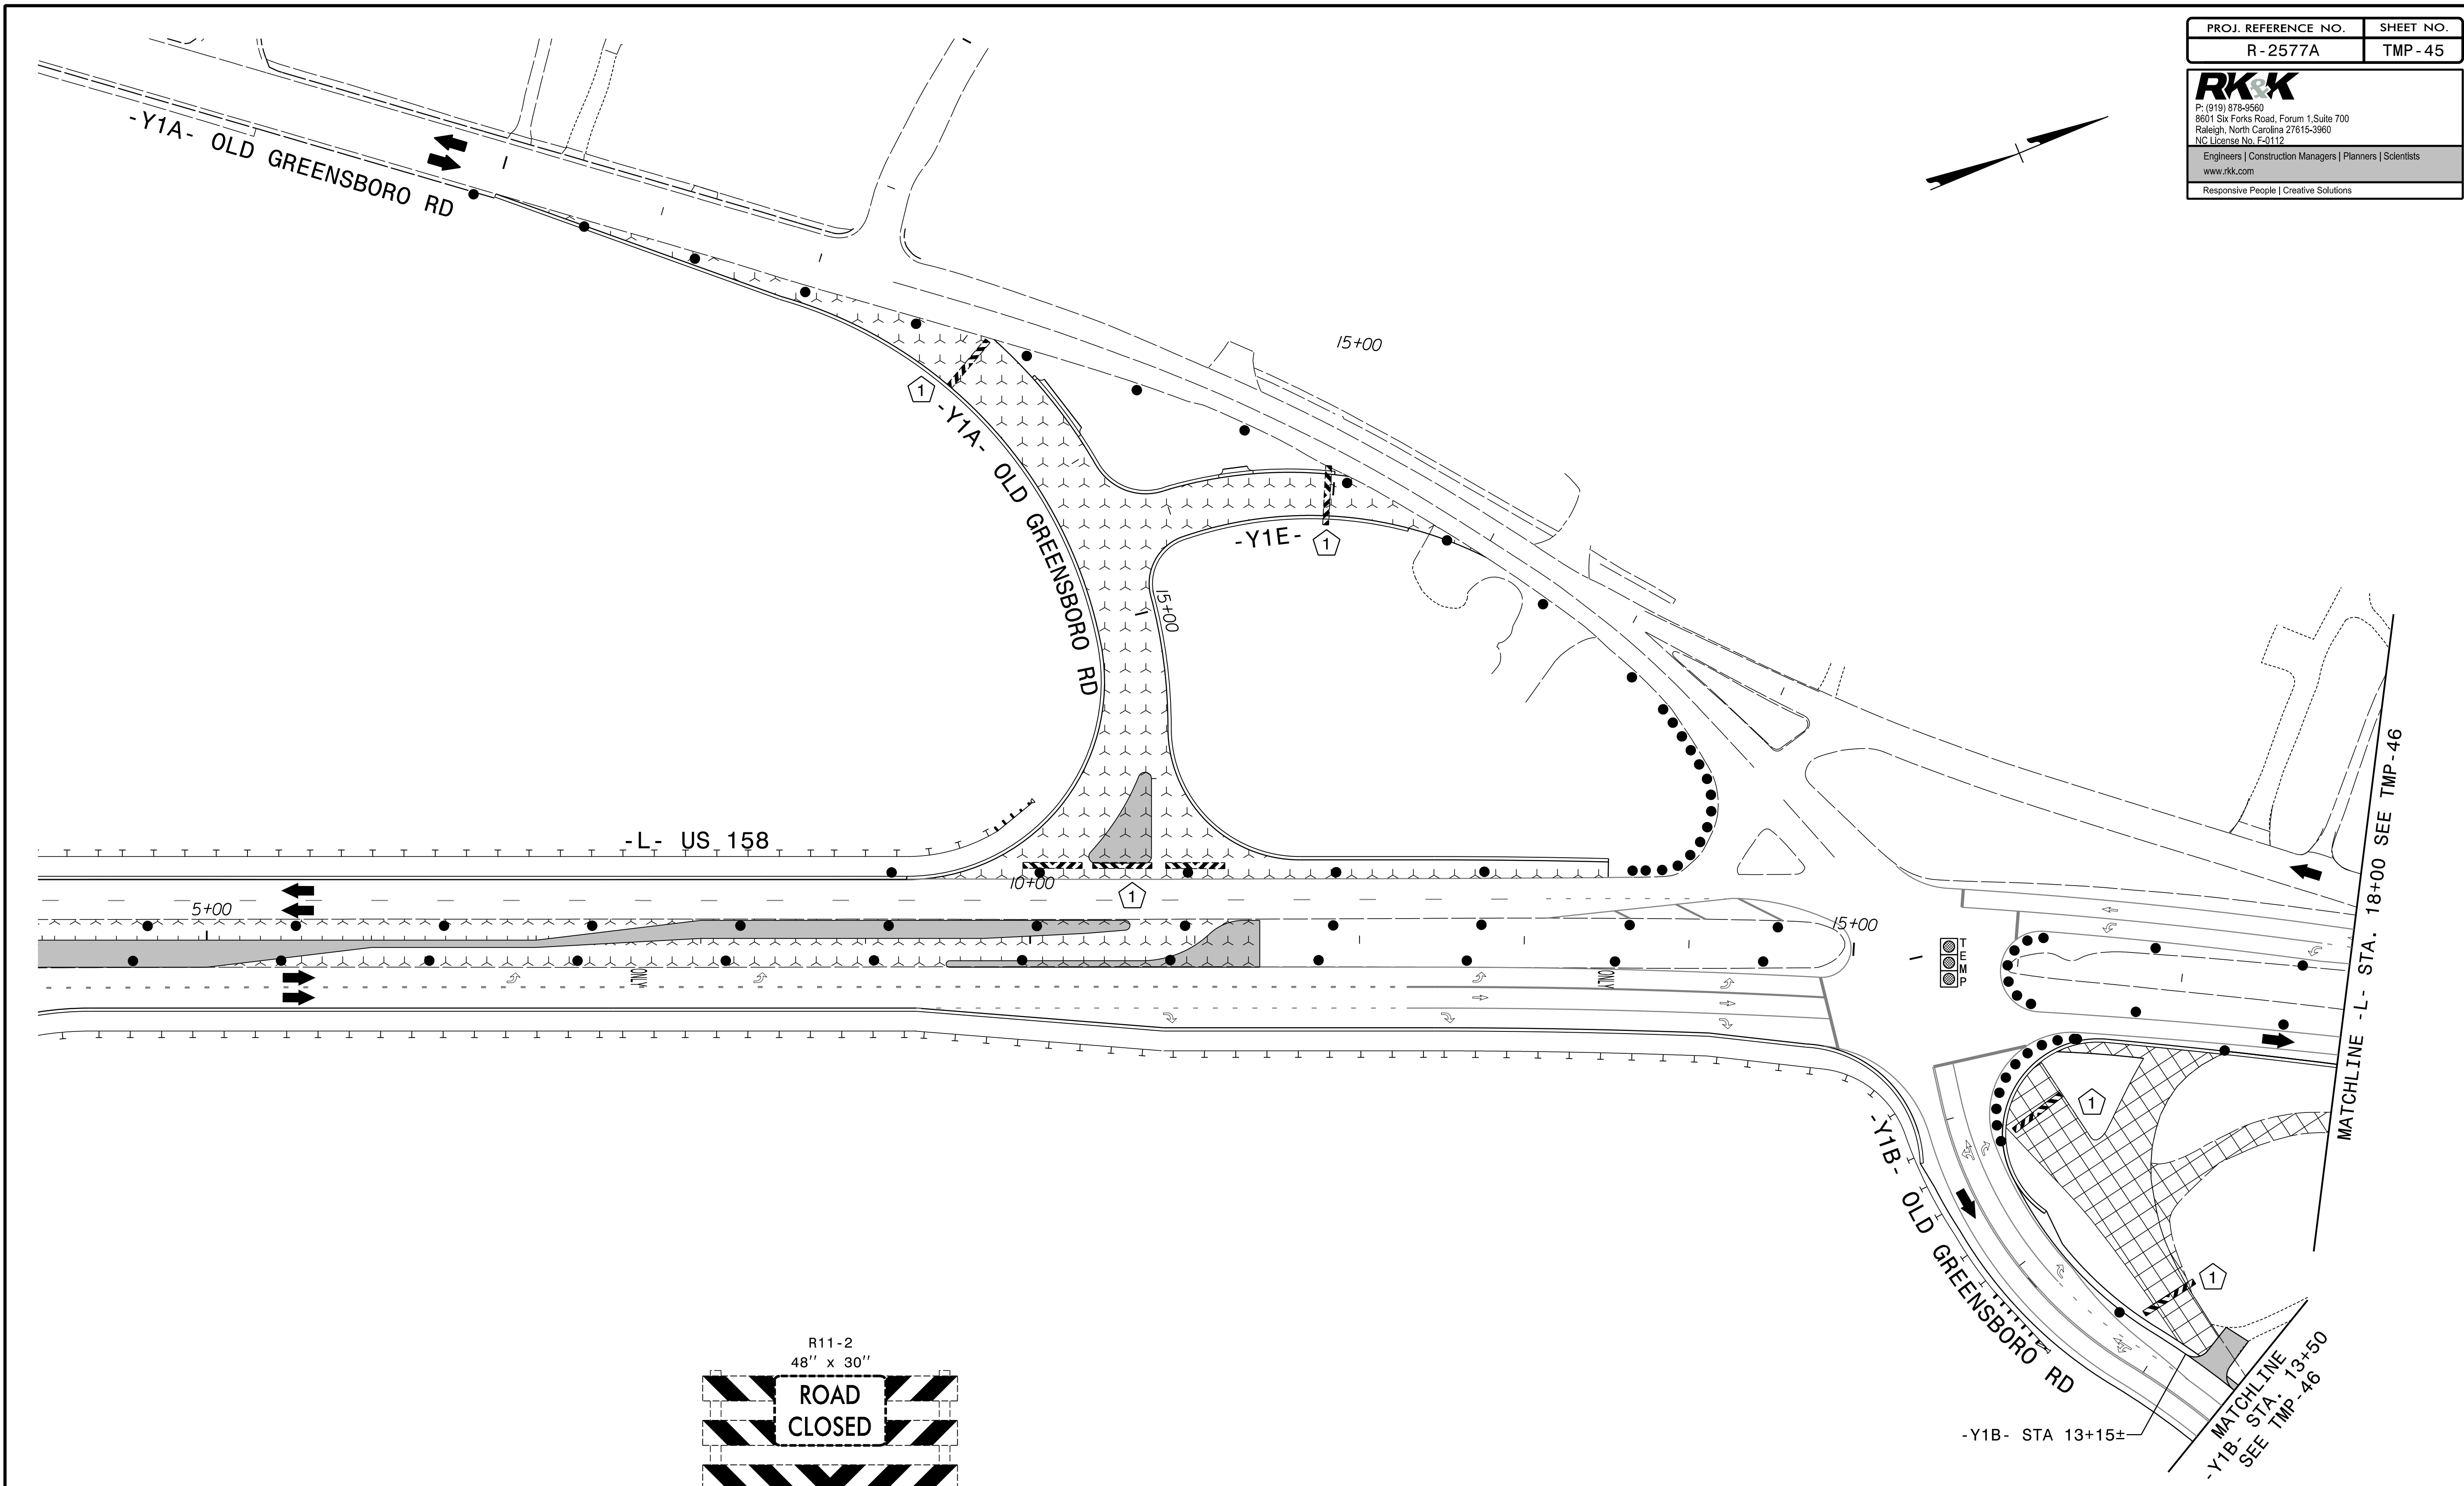 PROJ. REFERENCE NO.
SHEET NO.
R-2577A
TMP-45
RK&K
P: (919) 878-9560
8601 Six Forks Road, Forum 1, Suite 700
Raleigh, North Carolina 27615-3960
NC License No. F-0112
Engineers | Construction Managers | Planners | Scientists
www.rkk.com
Responsive People | Creative Solutions
-Y1A- OLD GREENSBORO RD
15+00
1
-Y1A- OLD GREENSBORO RD
-Y1E-
1
15+00
-L- US 158
10+00
1
5+00
15+00
ONLY
ONLY
TEMP
MATCHLINE -L- STA. 18+00 SEE TMP-46
1
-Y1B- OLD GREENSBORO RD
1
-Y1B- STA 13+15±
MATCHLINE
-Y1B- STA. 13+50
SEE TMP-46
R11-2
48'' x 30''
ROAD
CLOSED